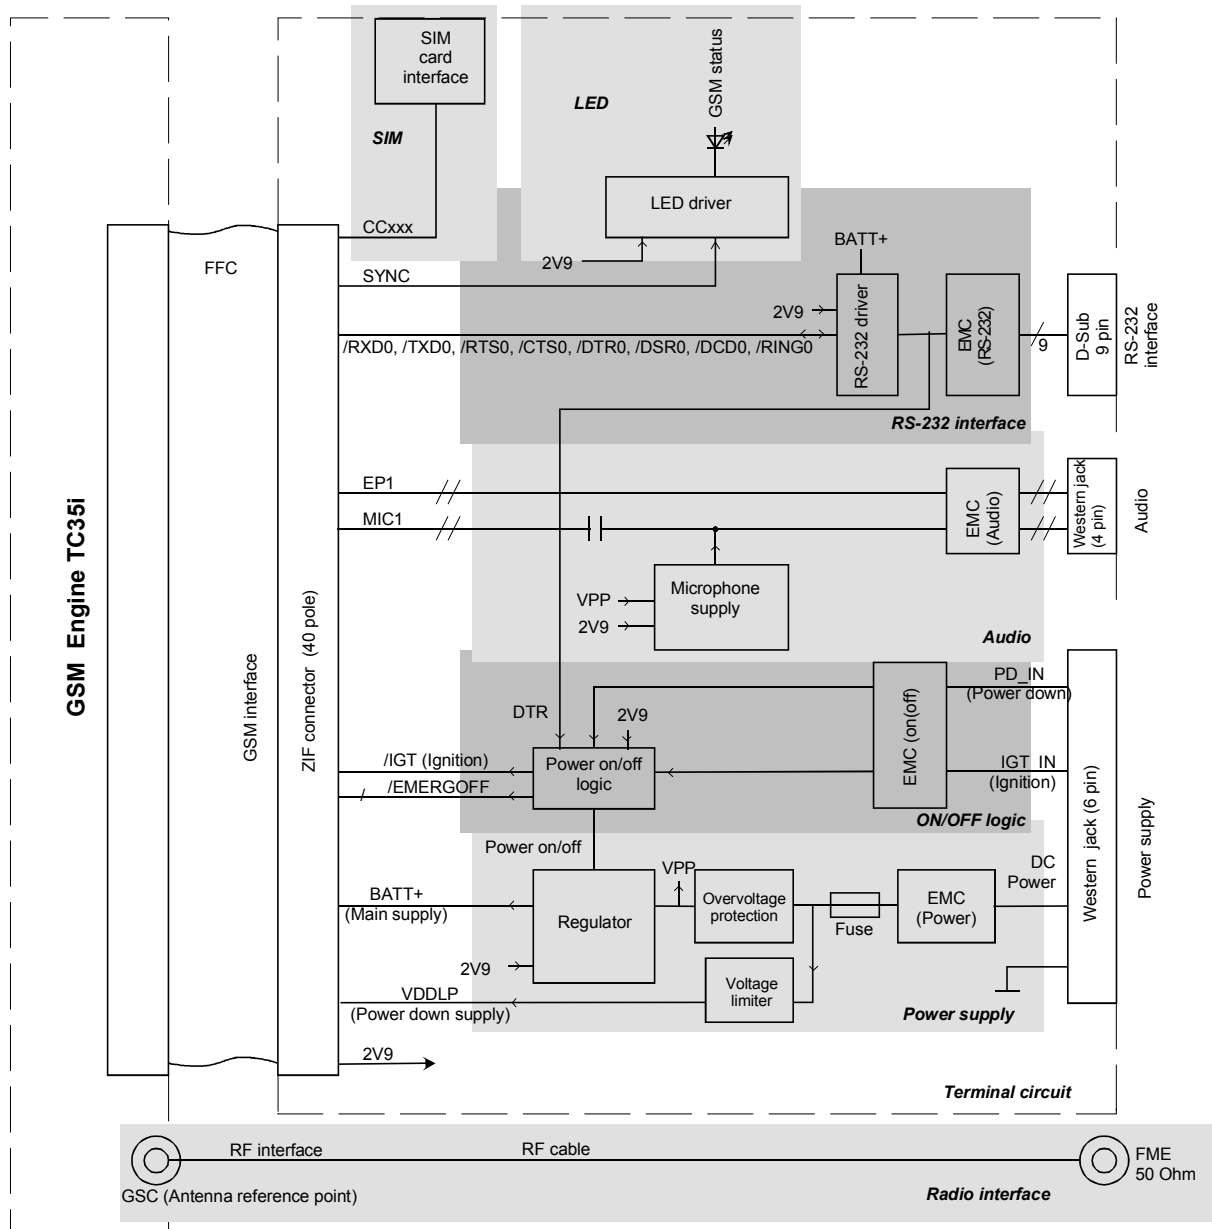 SIM
card
interface
SIM
LED
GSM status
LED driver
CCxxx
FFC
2V9
SYNC
BATT+
2V9
RS-232 driver
EMC
(RS-232)
9
D-Sub
9 pin
RS-232
interface
/RXD0, /TXD0, /RTS0, /CTS0, /DTR0, /DSR0, /DCD0, /RING0
RS-232 interface
EP1
MIC1
EMC
(Audio)
Western jack
(4 pin)
Audio
Microphone
supply
VPP
2V9
Audio
GSM Engine TC35i
GSM interface
ZIF connector (40 pole)
PD_IN
(Power down)
DTR
2V9
EMC (on(off)
/IGT (Ignition)
Power on/off
logic
IGT_IN
(Ignition)
/EMERGOFF
ON/OFF logic
Western jack (6 pin)
Power supply
Power on/off
VPP
DC
Power
BATT+
(Main supply)
Regulator
Overvoltage
protection
Fuse
EMC
(Power)
2V9
Voltage
limiter
VDDLP
(Power down supply)
Power supply
2V9
Terminal circuit
RF interface
RF cable
FME
50 Ohm
GSC (Antenna reference point)
Radio interface